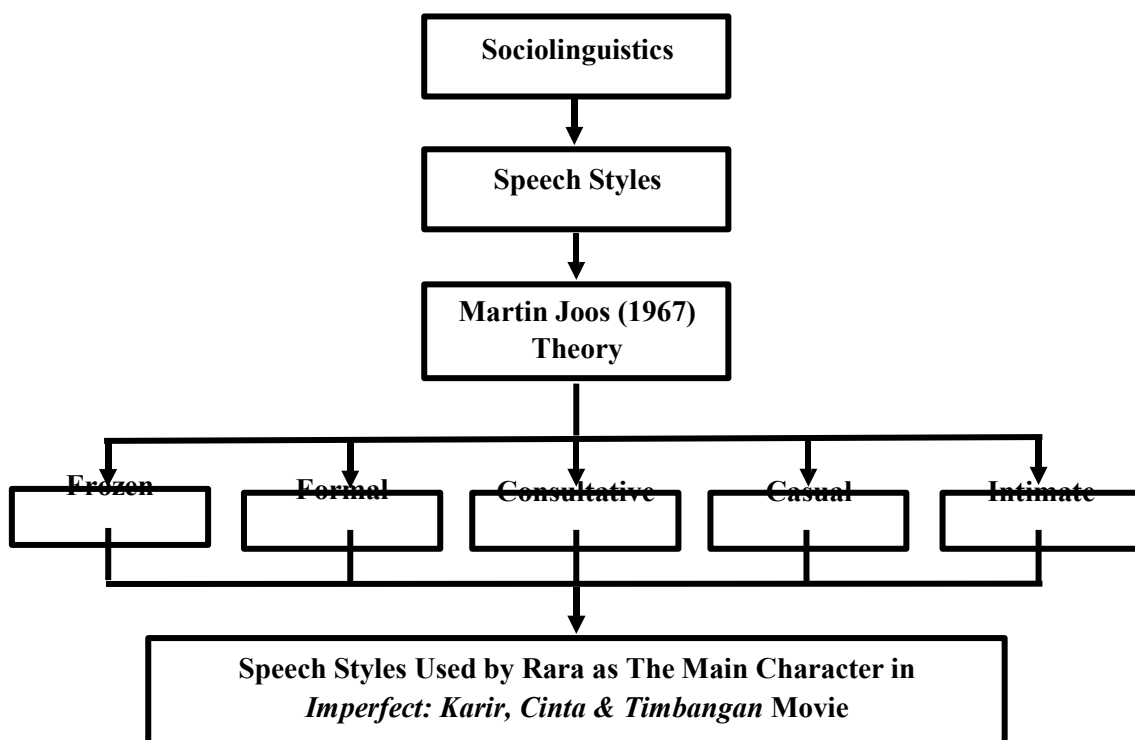 Sociolinguistics
Speech Styles
Martin Joos (1967)
Theory
Frozen
Formal
Consultative
Casual
Intimate
Speech Styles Used by Rara as The Main Character in
Imperfect: Karir, Cinta & Timbangan Movie